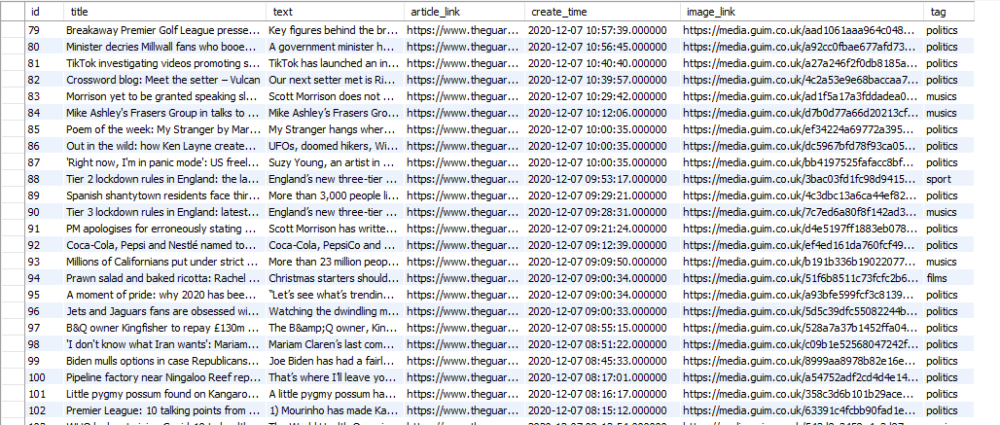 id title text article_link create_time image_link tag
79 Breakaway Premier Golf League presse... Key figures behind the br... https://www.theguar... 2020-12-07 10:57:39.000000 https://media.guim.co.uk/aad1061aaa964c048... politics
80 Minister decries Millwall fans who booe... A government minister h... https://www.theguar... 2020-12-07 10:56:45.000000 https://media.guim.co.uk/a92cc0fbae677afd73... politics
81 TikTok investigating videos promoting s... TikTok has launched an in... https://www.theguar... 2020-12-07 10:40:40.000000 https://media.guim.co.uk/a27a246f2f0db8185a... politics
82 Crossword blog: Meet the setter – Vulcan Our next setter met is Ri... https://www.theguar... 2020-12-07 10:39:57.000000 https://media.guim.co.uk/4c2a53e9e68baccaa7... politics
83 Morrison yet to be granted speaking sl... Scott Morrison does not ... https://www.theguar... 2020-12-07 10:29:42.000000 https://media.guim.co.uk/ad1f5a17a3fddadea0... musics
84 Mike Ashley's Frasers Group in talks to ... Mike Ashley's Frasers Gro... https://www.theguar... 2020-12-07 10:12:06.000000 https://media.guim.co.uk/d7b0d77a66d20213cf... musics
85 Poem of the week: My Stranger by Mar... My Stranger hangs wher... https://www.theguar... 2020-12-07 10:00:35.000000 https://media.guim.co.uk/ef34224a69772a395... politics
86 Out in the wild: how Ken Layne create... UFOs, doomed hikers, Wi... https://www.theguar... 2020-12-07 10:00:35.000000 https://media.guim.co.uk/dc5967bfd78f93ca05... politics
87 'Right now, I'm in panic mode': US freel... Suzy Young, an artist in ... https://www.theguar... 2020-12-07 10:00:35.000000 https://media.guim.co.uk/bb4197525fafacc8bf... politics
88 Tier 2 lockdown rules in England: the la... England's new three-tier ... https://www.theguar... 2020-12-07 09:53:17.000000 https://media.guim.co.uk/3bac03fd1fc98d9415... sport
89 Spanish shantytown residents face thir... More than 3,000 people li... https://www.theguar... 2020-12-07 09:29:21.000000 https://media.guim.co.uk/4c3dbc13a6ca44ef82... politics
90 Tier 3 lockdown rules in England: latest... England's new three-tier ... https://www.theguar... 2020-12-07 09:28:31.000000 https://media.guim.co.uk/7c7ed6a80f8f142ad3... musics
91 PM apologises for erroneously stating ... Scott Morrison has writte... https://www.theguar... 2020-12-07 09:21:24.000000 https://media.guim.co.uk/d4e5197ff1883eb078... politics
92 Coca-Cola, Pepsi and Nestlé named to... Coca-Cola, PepsiCo and ... https://www.theguar... 2020-12-07 09:12:39.000000 https://media.guim.co.uk/ef4ed161da760fcf49... politics
93 Millions of Californians put under strict ... More than 23 million peop... https://www.theguar... 2020-12-07 09:09:50.000000 https://media.guim.co.uk/b191b336b19022077... musics
94 Prawn salad and baked ricotta: Rachel ... Christmas starters should... https://www.theguar... 2020-12-07 09:00:34.000000 https://media.guim.co.uk/51f6b8511c73fcfc2b6... films
95 A moment of pride: why 2020 has bee... "Let's see what's trendin... https://www.theguar... 2020-12-07 09:00:34.000000 https://media.guim.co.uk/a93bfe599fcf3c8139... politics
96 Jets and Jaguars fans are obsessed wi... Watching the dwindling m... https://www.theguar... 2020-12-07 09:00:33.000000 https://media.guim.co.uk/5d5c39dfc55082244b... politics
97 B&Q owner Kingfisher to repay £130m ... The B&amp;Q owner, Kin... https://www.theguar... 2020-12-07 08:55:15.000000 https://media.guim.co.uk/528a7a37b1452ffa04... politics
98 'I don't know what Iran wants': Mariam... Mariam Claren's last com... https://www.theguar... 2020-12-07 08:51:22.000000 https://media.guim.co.uk/c09b1e52568047242f... politics
99 Biden mulls options in case Republicans... Joe Biden has had a fairl... https://www.theguar... 2020-12-07 08:45:33.000000 https://media.guim.co.uk/8999aa8978b82e16e... politics
100 Pipeline factory near Ningaloo Reef rep... That's where I'll leave yo... https://www.theguar... 2020-12-07 08:17:01.000000 https://media.guim.co.uk/a54752adf2cd4d4e14... politics
101 Little pygmy possum found on Kangaro... A little pygmy possum ha... https://www.theguar... 2020-12-07 08:16:17.000000 https://media.guim.co.uk/358c3d6b101b29ace... politics
102 Premier League: 10 talking points from ... 1) Mourinho has made Ka... https://www.theguar... 2020-12-07 08:15:12.000000 https://media.guim.co.uk/63391c4fcbb90fad1e... politics